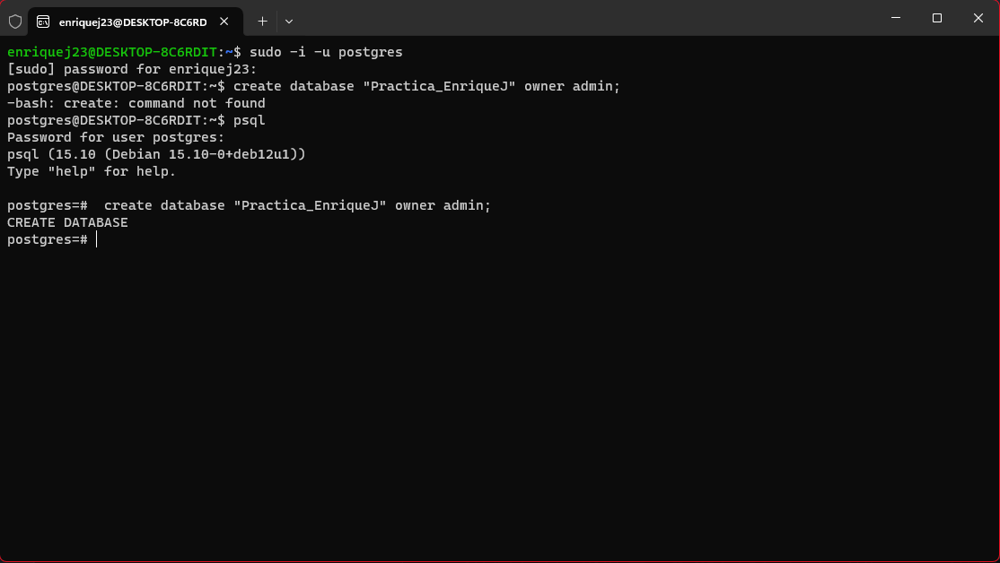 enriquej23@DESKTOP-8C6RD
enriquej23@DESKTOP-8C6RDIT:~$ sudo -i -u postgres
[sudo] password for enriquej23:
postgres@DESKTOP-8C6RDIT:~$ create database "Practica_EnriqueJ" owner admin;
-bash: create: command not found
postgres@DESKTOP-8C6RDIT:~$ psql
Password for user postgres:
psql (15.10 (Debian 15.10-0+deb12u1))
Type "help" for help.
postgres=#  create database "Practica_EnriqueJ" owner admin;
CREATE DATABASE
postgres=#